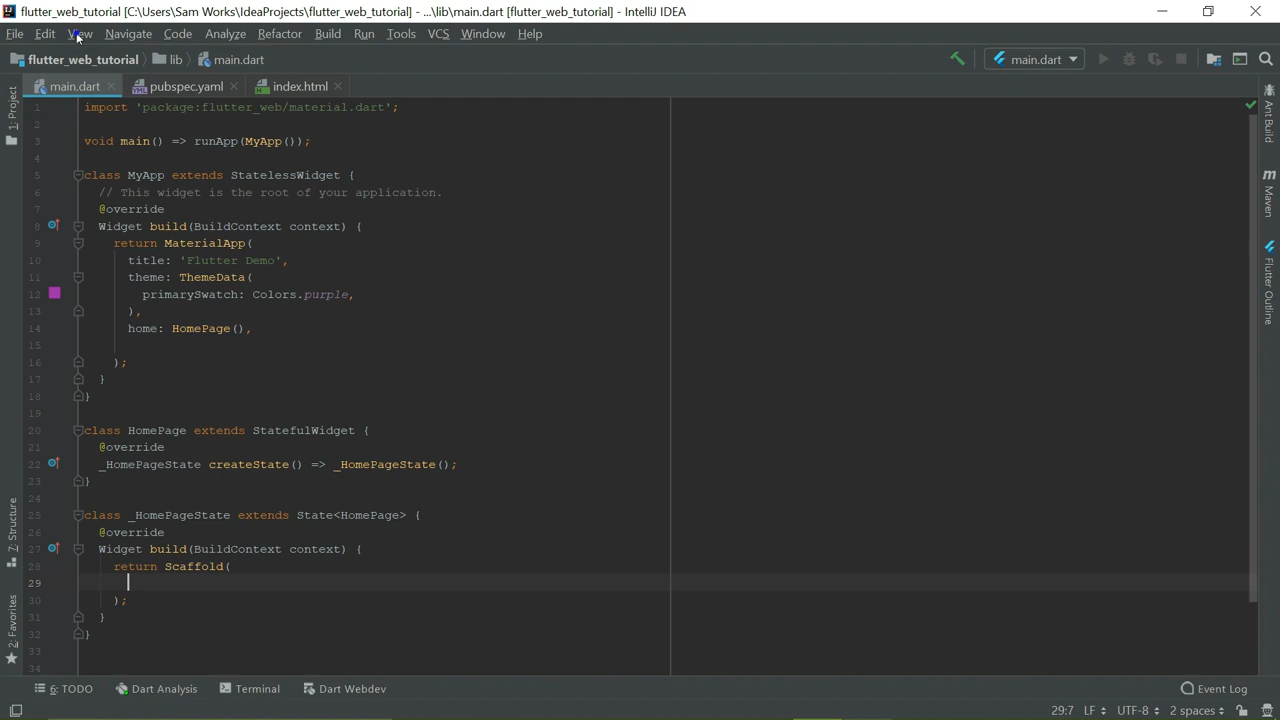 flutter_web_tutorial [C:\Users\Sam Works\IdeaProjects\flutter_web_tutorial] - ...\lib\main.dart [flutter_web_tutorial] - IntelliJ IDEA
File Edit View Navigate Code Analyze Refactor Build Run Tools VCS Window Help
flutter_web_tutorial lib main.dart main.dart
main.dart pubspec.yaml index.html
1 import 'package:flutter_web/material.dart';
2
3 void main() => runApp(MyApp());
4
5 class MyApp extends StatelessWidget {
6 // This widget is the root of your application.
7 @override
8 Widget build(BuildContext context) {
9 return MaterialApp(
10 title: 'Flutter Demo',
11 theme: ThemeData(
12 primarySwatch: Colors.purple,
13 ),
14 home: HomePage(),
15
16 );
17 }
18 }
19
20 class HomePage extends StatefulWidget {
21 @override
22 _HomePageState createState() => _HomePageState();
23 }
24
25 class _HomePageState extends State<HomePage> {
26 @override
27 Widget build(BuildContext context) {
28 return Scaffold(
29
30 );
31 }
32 }
33
34
1: Project
7: Structure
2: Favorites
Ant Build
Maven
Flutter Outline
6: TODO Dart Analysis Terminal Dart Webdev Event Log
29:7 LF UTF-8 2 spaces